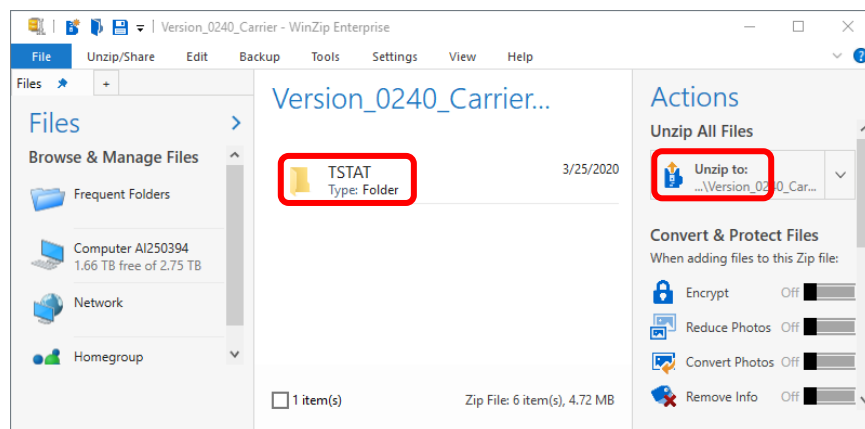 Version_0240_Carrier - WinZip Enterprise
File Unzip/Share Edit Backup Tools Settings View Help
Files +
Files
Browse & Manage Files
Frequent Folders
Computer AI250394
1.66 TB free of 2.75 TB
Network
Homegroup
Version_0240_Carrier...
TSTAT
Type: Folder
3/25/2020
1 item(s)
Zip File: 6 item(s), 4.72 MB
Actions
Unzip All Files
Unzip to:
...\Version_0240_Car...
Convert & Protect Files
When adding files to this Zip file:
Encrypt Off
Reduce Photos Off
Convert Photos Off
Remove Info Off